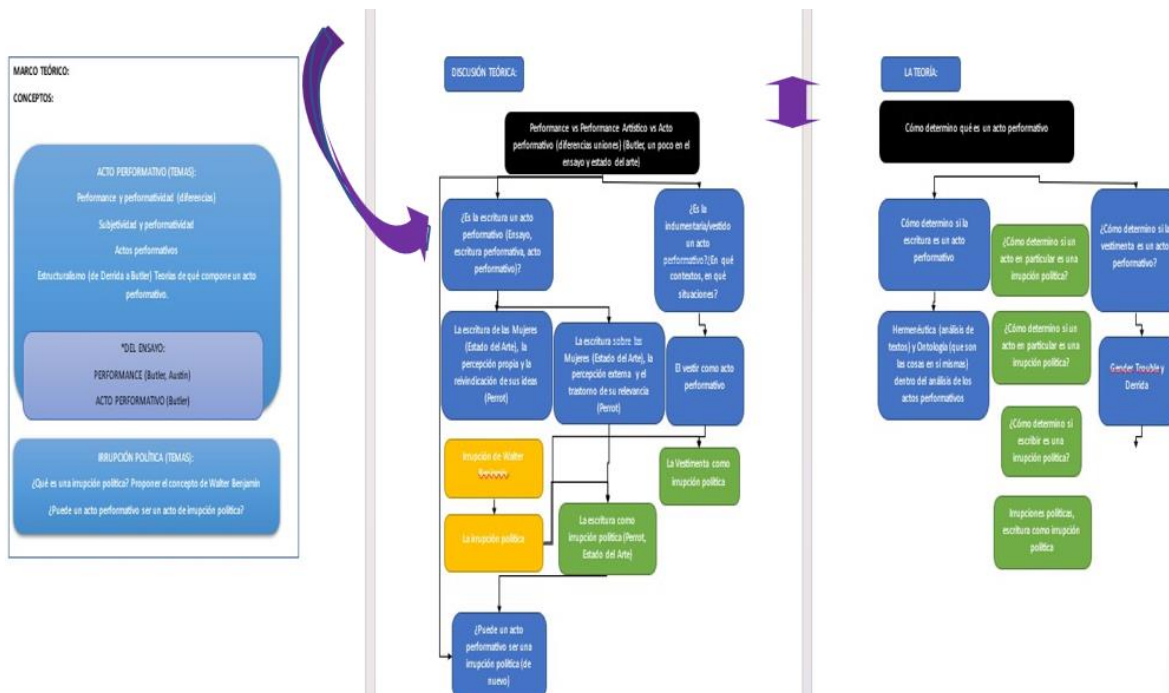 MARCO TEÓRICO:
CONCEPTOS:
ACTO PERFORMATIVO (TEMAS):
Performance y performatividad (diferencias)
Subjetividad y performatividad
Actos performativos
Estructuralismo (de Derrida a Butler) Teorías de qué compone un acto
performativo.
*DEL ENSAYO:
PERFORMANCE (Butler, Austin)
ACTO PERFORMATIVO (Butler)
IRRUPCIÓN POLÍTICA (TEMAS):
¿Qué es una irrupción política? Proponer el concepto de Walter Benjamin
¿Puede un acto performativo ser un acto de irrupción política?
DISCUSIÓN TEÓRICA:
Performance vs Performance Artístico vs Acto
performativo (diferencias uniones) (Butler, un poco en el
ensayo y estado del arte)
¿Es la escritura un acto
performativo (Ensayo,
escritura performativa, acto
performativo)?
¿Es la
indumentaria/vestido
un acto
performativo?¿En qué
contextos, en qué
situaciones?
La escritura de las Mujeres
(Estado del Arte), la
percepción propia y la
reivindicación de sus ideas
(Perrot)
La escritura sobre las
Mujeres (Estado del Arte), la
percepción externa y el
trastorno de su relevancia
(Perrot)
El vestir como acto
performativo
Irrupción de Walter
Benjamin
La irrupción política
La escritura como
irrupción política (Perrot,
Estado del Arte)
La Vestimenta como
irrupción política
¿Puede un acto
performativo ser una
irrupción política (de
nuevo)
LA TEORÍA:
Cómo determino qué es un acto performativo
Cómo determino si la
escritura es un acto
performativo
¿Cómo determino si un
acto en particular es una
irrupción política?
¿Cómo determino si la
vestimenta es un acto
performativo?
Hermenéutica (análisis de
textos) y Ontología (que son
las cosas en sí mismas)
dentro del análisis de los
actos performativos
¿Cómo determino si un
acto en particular es una
irrupción política?
Gender Trouble y
Derrida
¿Cómo determino si
escribir es una
irrupción política?
Irrupciones políticas,
escritura como irrupción
política